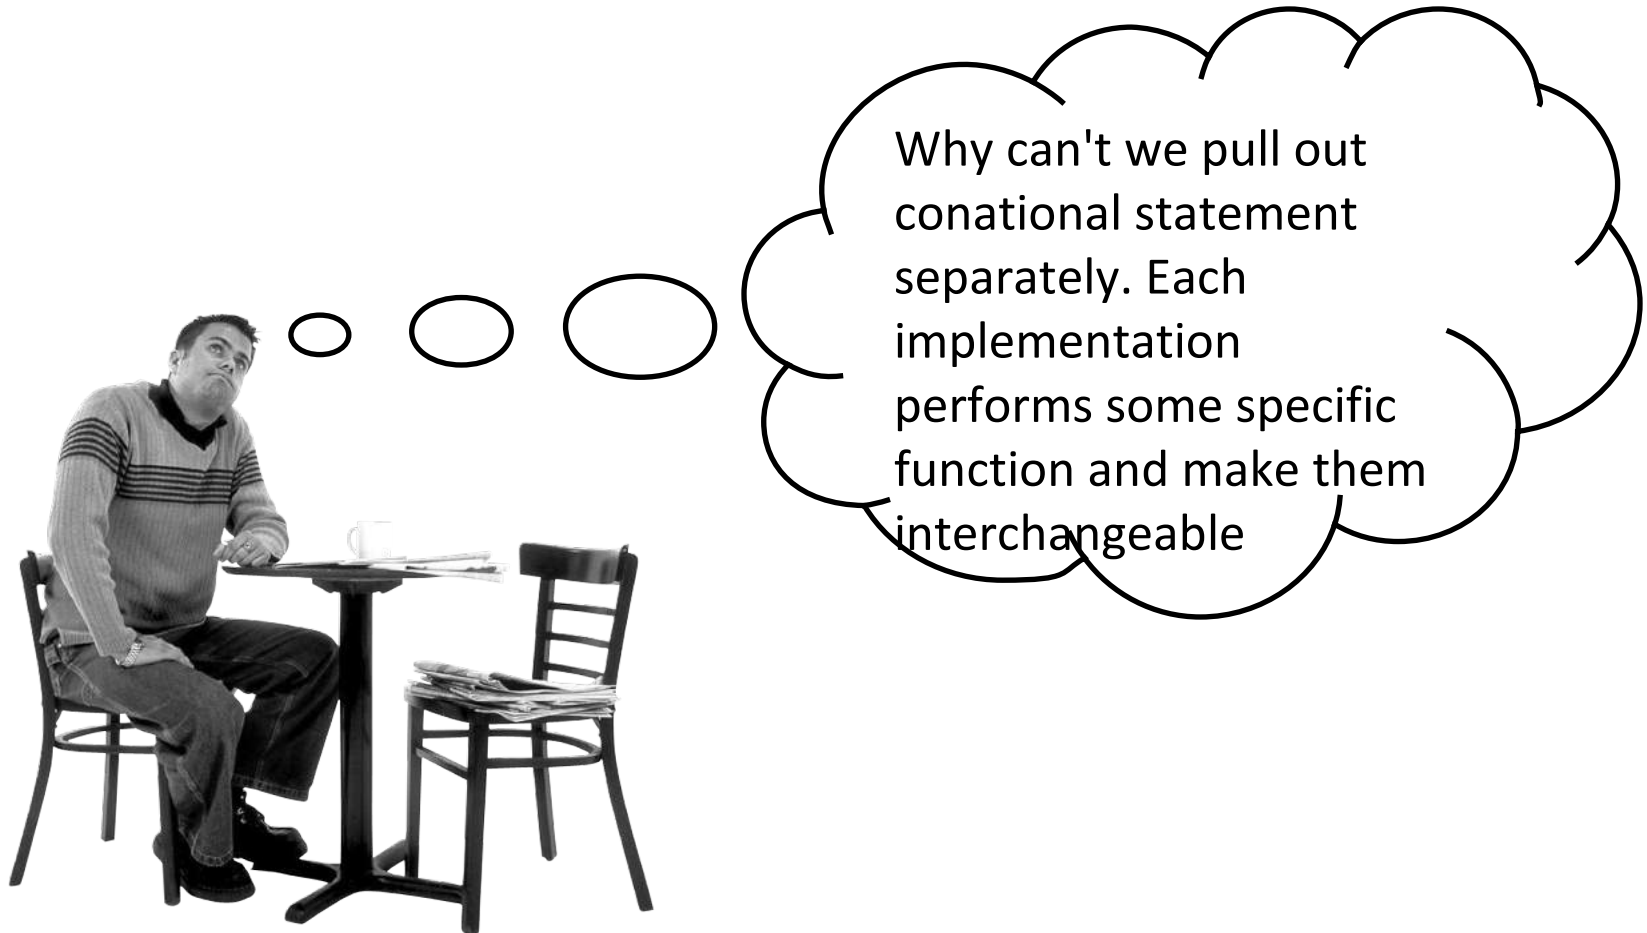 Why can't we pull out
conational statement
separately. Each
implementation
performs some specific
function and make them
interchangeable